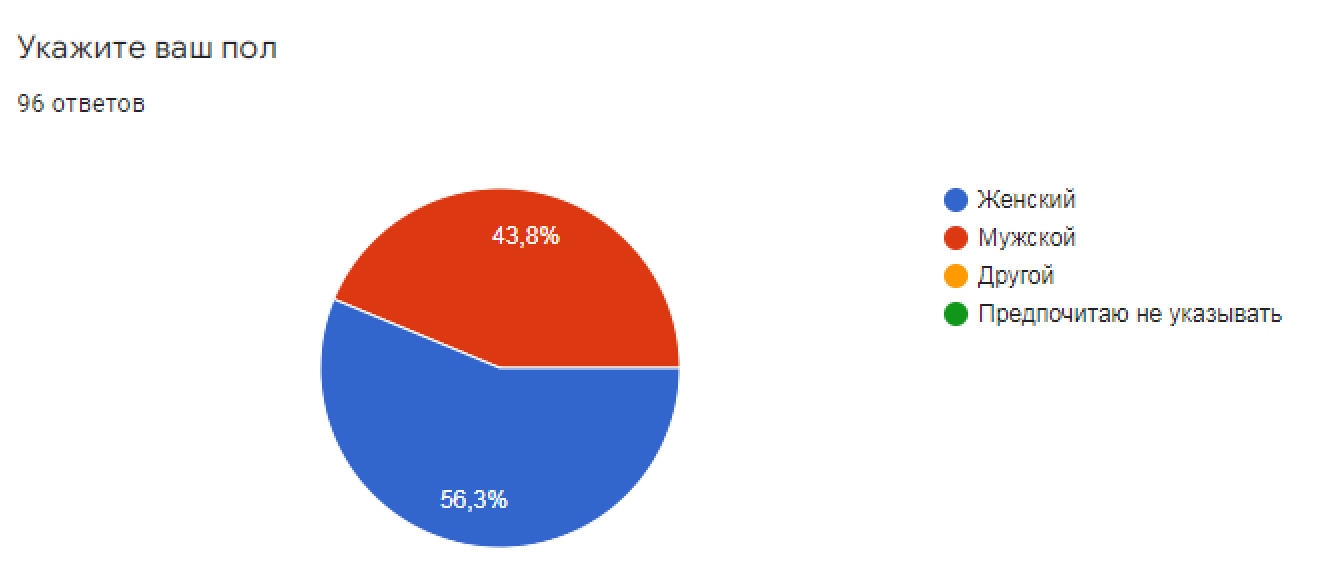 Укажите ваш пол
96 ответов
43,8%
56,3%
Женский
Мужской
Другой
Предпочитаю не указывать